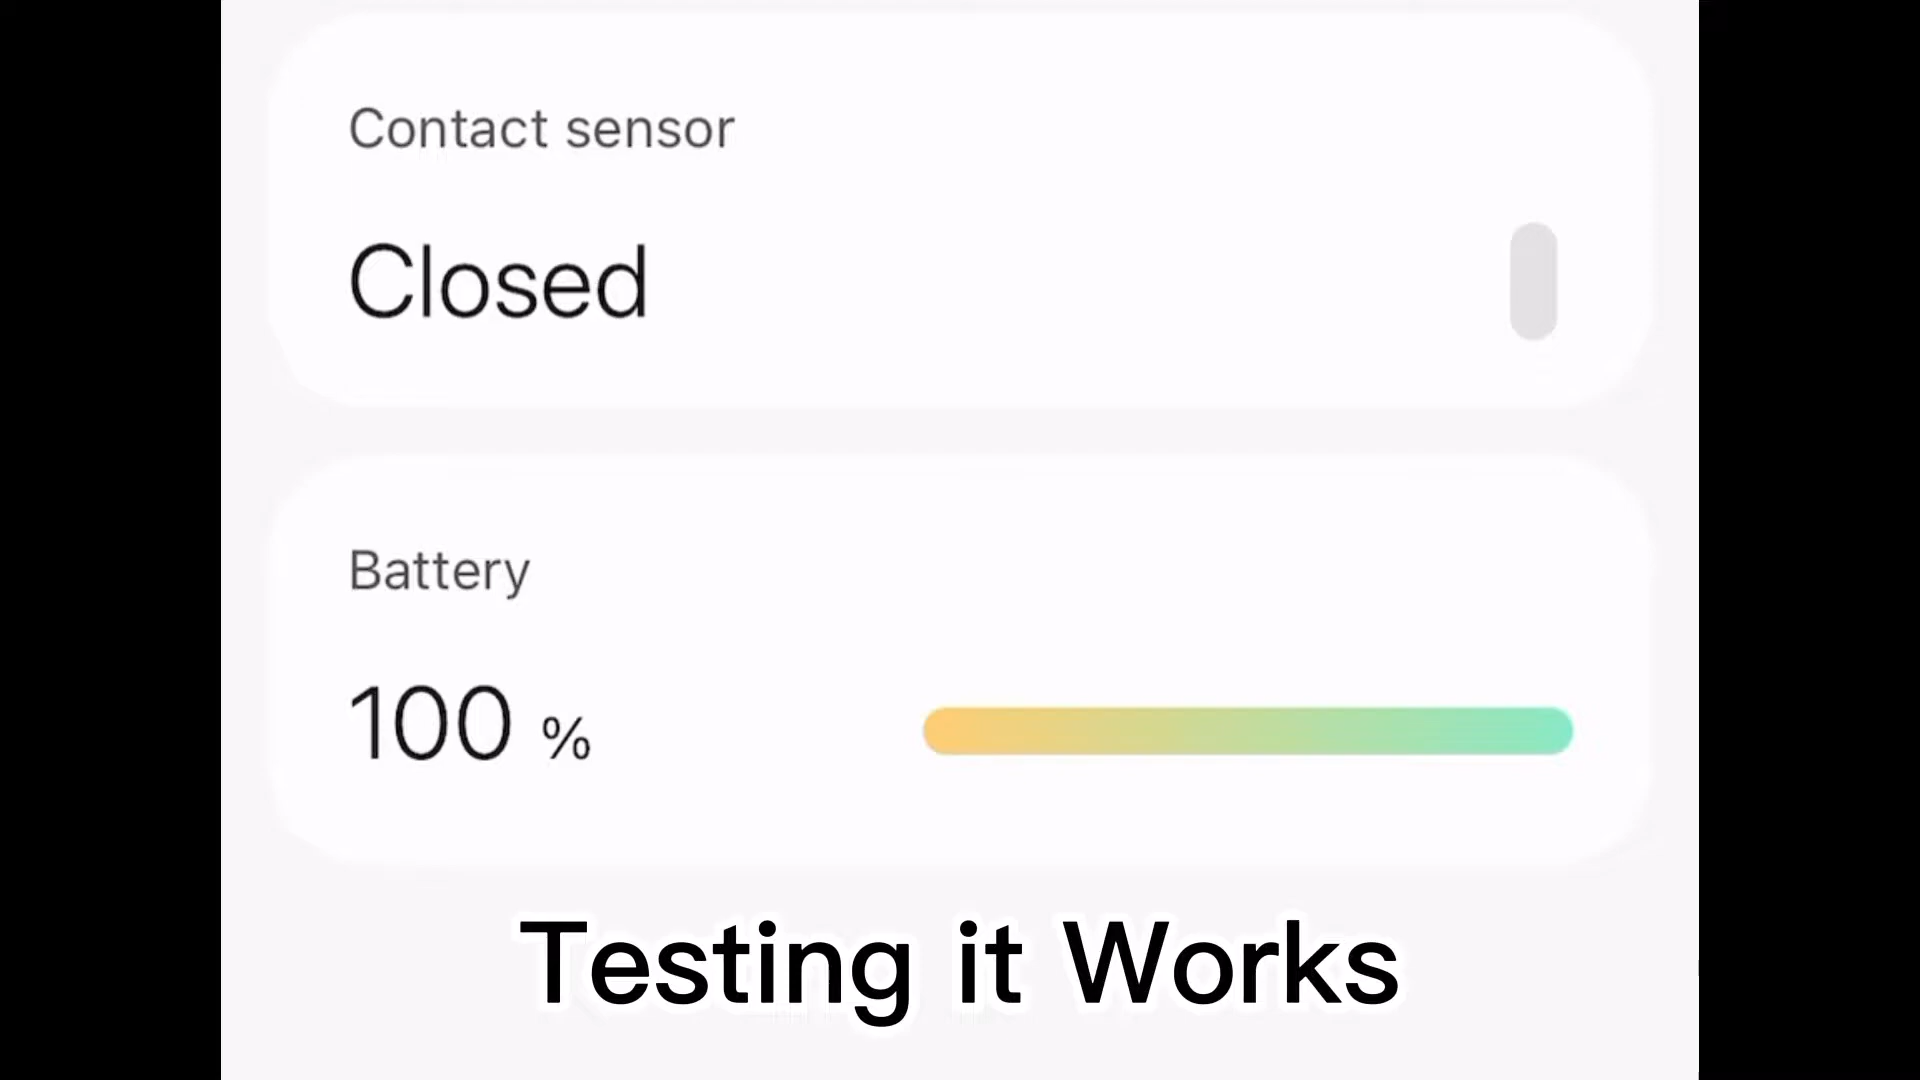 Contact sensor
Closed
Battery
100 %
Testing it Works